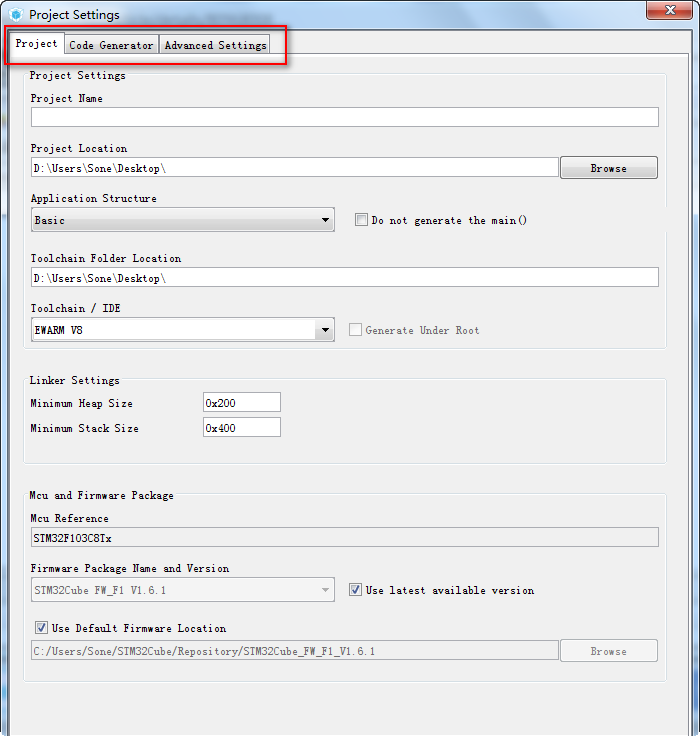 Project Settings
Project Code Generator Advanced Settings
Project Settings
Project Name
Project Location
D:\Users\Sone\Desktop\ Browse
Application Structure
Basic Do not generate the main()
Toolchain Folder Location
D:\Users\Sone\Desktop\
Toolchain / IDE
EWARM V8 Generate Under Root
Linker Settings
Minimum Heap Size 0x200
Minimum Stack Size 0x400
Mcu and Firmware Package
Mcu Reference
STM32F103C8Tx
Firmware Package Name and Version
STM32Cube FW_F1 V1.6.1 Use latest available version
Use Default Firmware Location
C:/Users/Sone/STM32Cube/Repository/STM32Cube_FW_F1_V1.6.1 Browse